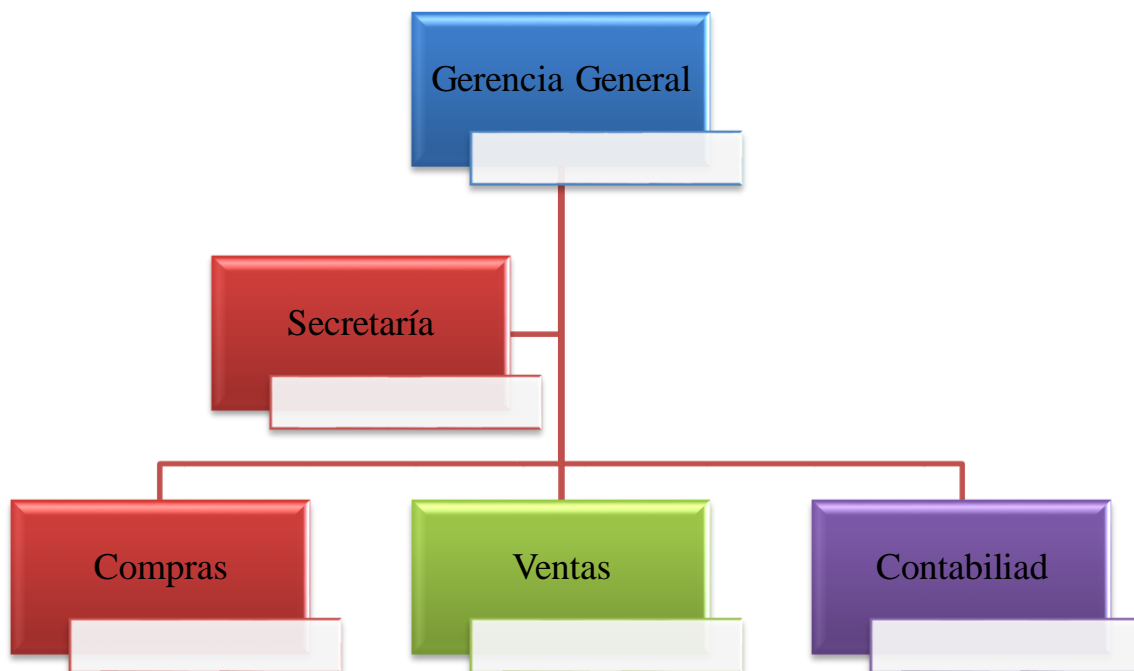 Gerencia General
Secretaría
Compras
Ventas
Contabiliad